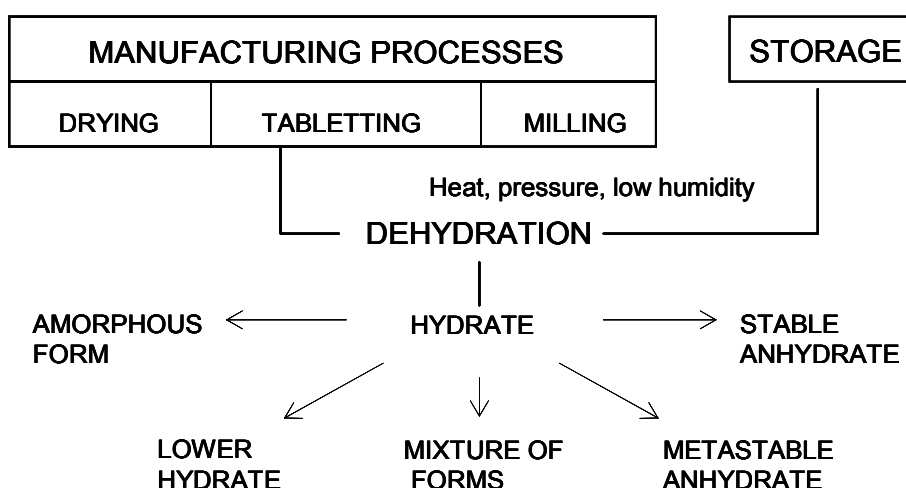 MANUFACTURING PROCESSES
STORAGE
DRYING
TABLETTING
MILLING
Heat, pressure, low humidity
DEHYDRATION
AMORPHOUS
FORM
HYDRATE
STABLE
ANHYDRATE
LOWER
HYDRATE
MIXTURE OF
FORMS
METASTABLE
ANHYDRATE